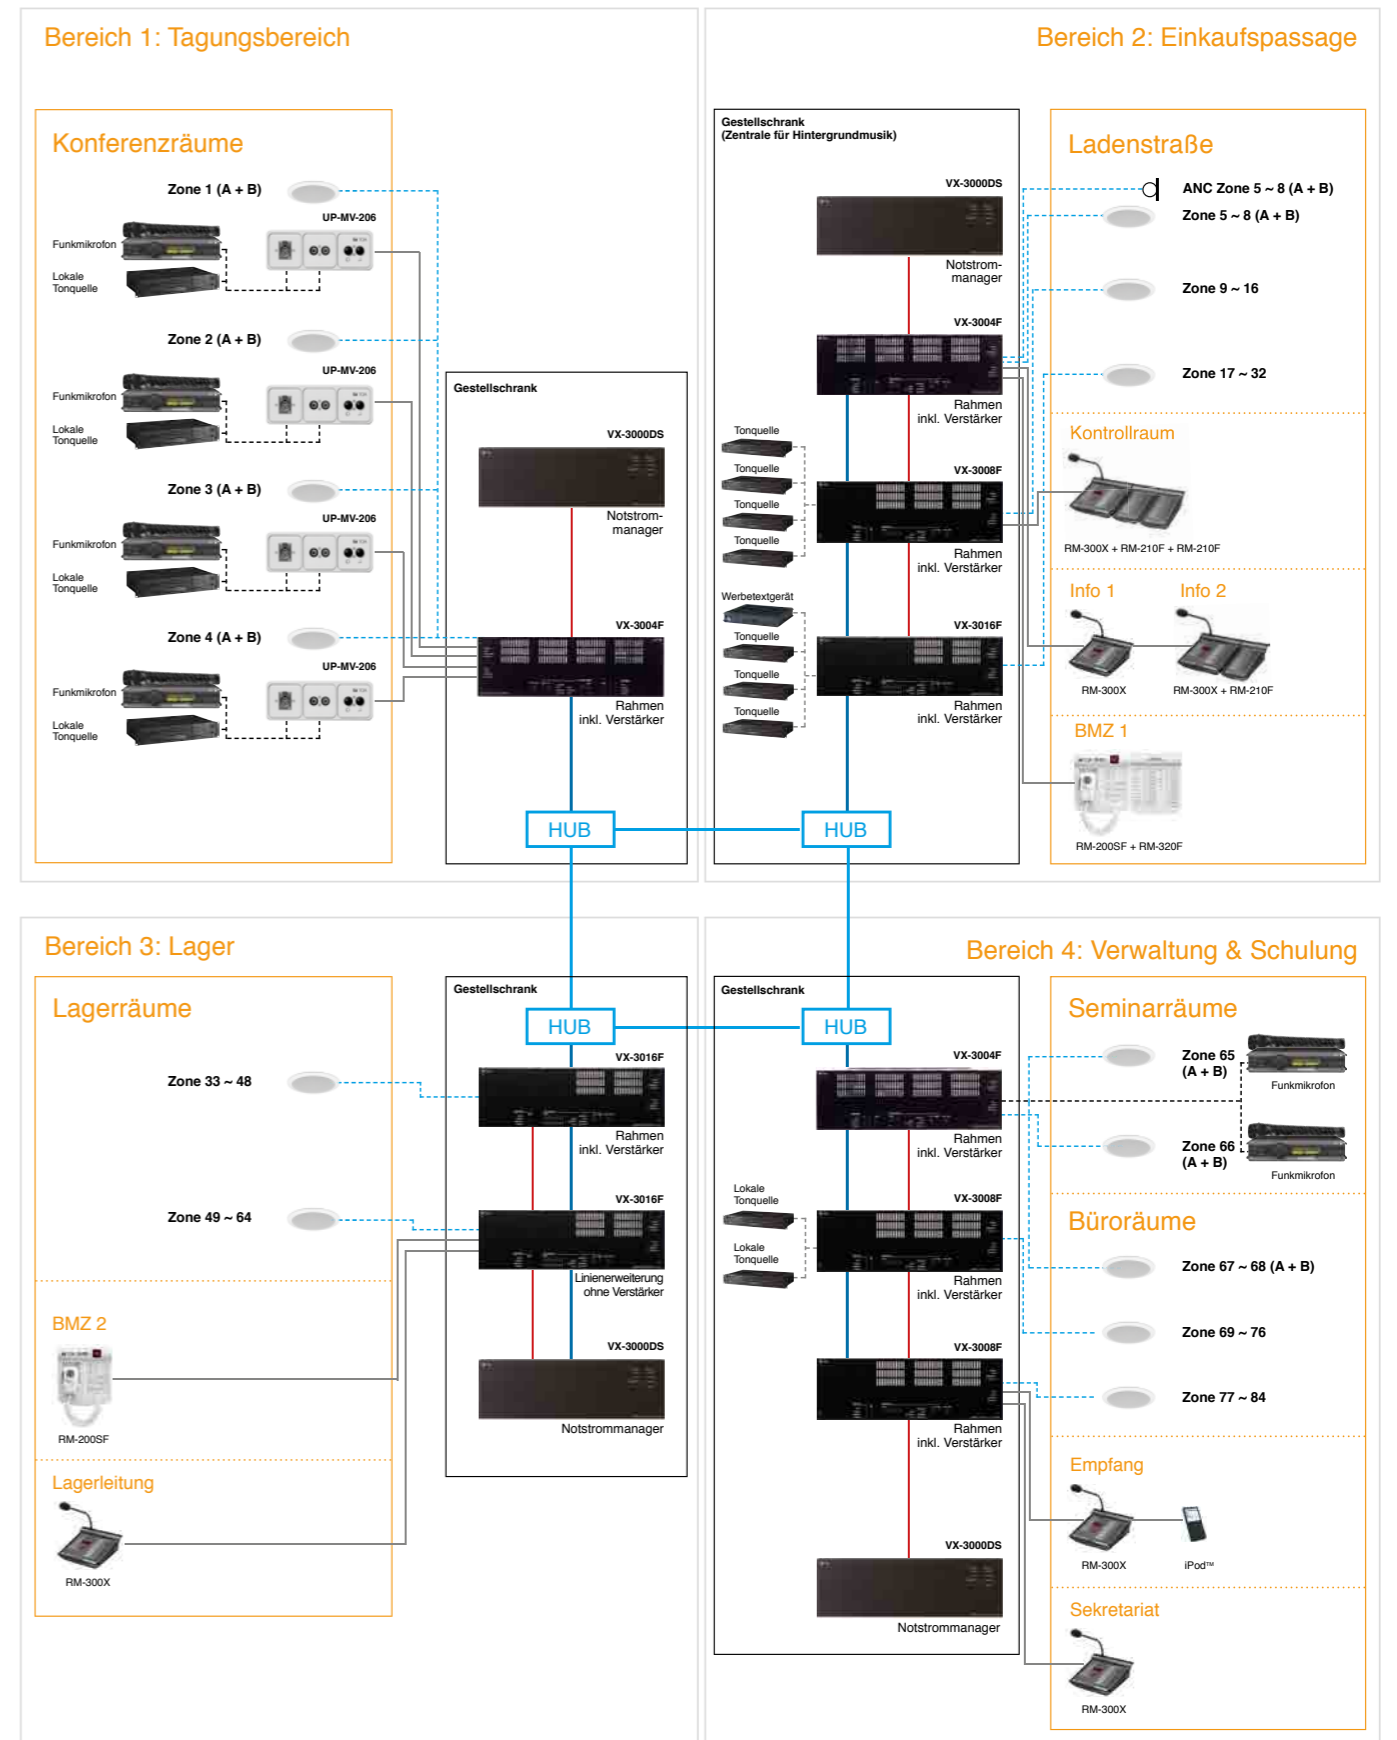 Bereich 1: Tagungsbereich
Konferenzräume
Zone 1 (A + B)
UP-MV-206
Funkmikrofon
Lokale
Tonquelle
Zone 2 (A + B)
UP-MV-206
Funkmikrofon
Lokale
Tonquelle
Zone 3 (A + B)
UP-MV-206
Funkmikrofon
Lokale
Tonquelle
Zone 4 (A + B)
UP-MV-206
Funkmikrofon
Lokale
Tonquelle
Gestellschrank
VX-3000DS
Notstrom-
manager
VX-3004F
Rahmen
inkl. Verstärker
HUB
Bereich 2: Einkaufspassage
Gestellschrank
(Zentrale für Hintergrundmusik)
VX-3000DS
Notstrom-
manager
VX-3004F
Rahmen
inkl. Verstärker
Tonquelle
Tonquelle
Tonquelle
Tonquelle
VX-3008F
Rahmen
inkl. Verstärker
Werbetextgerät
Tonquelle
Tonquelle
Tonquelle
VX-3016F
Rahmen
inkl. Verstärker
HUB
Ladenstraße
ANC Zone 5 ~ 8 (A + B)
Zone 5 ~ 8 (A + B)
Zone 9 ~ 16
Zone 17 ~ 32
Kontrollraum
RM-300X + RM-210F + RM-210F
Info 1
Info 2
RM-300X
RM-300X + RM-210F
BMZ 1
RM-200SF + RM-320F
Bereich 3: Lager
Lagerräume
Zone 33 ~ 48
Zone 49 ~ 64
BMZ 2
RM-200SF
Lagerleitung
RM-300X
Gestellschrank
HUB
VX-3016F
Rahmen
inkl. Verstärker
VX-3016F
Linienerweiterung
ohne Verstärker
VX-3000DS
Notstrommanager
Bereich 4: Verwaltung & Schulung
Gestellschrank
HUB
VX-3004F
Rahmen
inkl. Verstärker
Lokale
Tonquelle
Lokale
Tonquelle
VX-3008F
Rahmen
inkl. Verstärker
VX-3008F
Rahmen
inkl. Verstärker
VX-3000DS
Notstrommanager
Seminarräume
Zone 65
(A + B)
Funkmikrofon
Zone 66
(A + B)
Funkmikrofon
Büroräume
Zone 67 ~ 68 (A + B)
Zone 69 ~ 76
Zone 77 ~ 84
Empfang
RM-300X
iPod™
Sekretariat
RM-300X